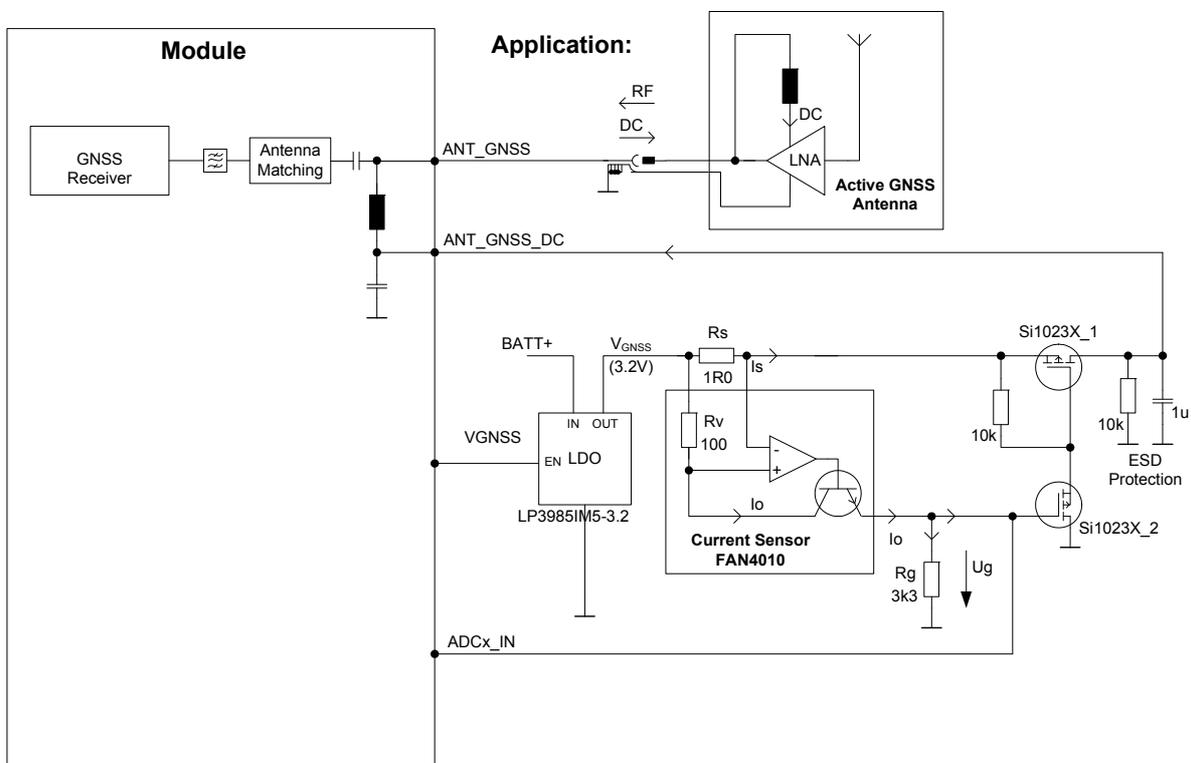 Module
Application:
GNSS
Receiver
Antenna
Matching
ANT_GNSS
RF
DC
DC
LNA
Active GNSS
Antenna
ANT_GNSS_DC
BATT+
VGNSS
(3.2V)
Rs
1R0
Is
Si1023X_1
IN
OUT
VGNSS
EN
LDO
LP3985IM5-3.2
Rv
100
-
+
Io
Current Sensor
FAN4010
Io
Rg
3k3
Ug
10k
10k
1u
ESD
Protection
Si1023X_2
ADCx_IN